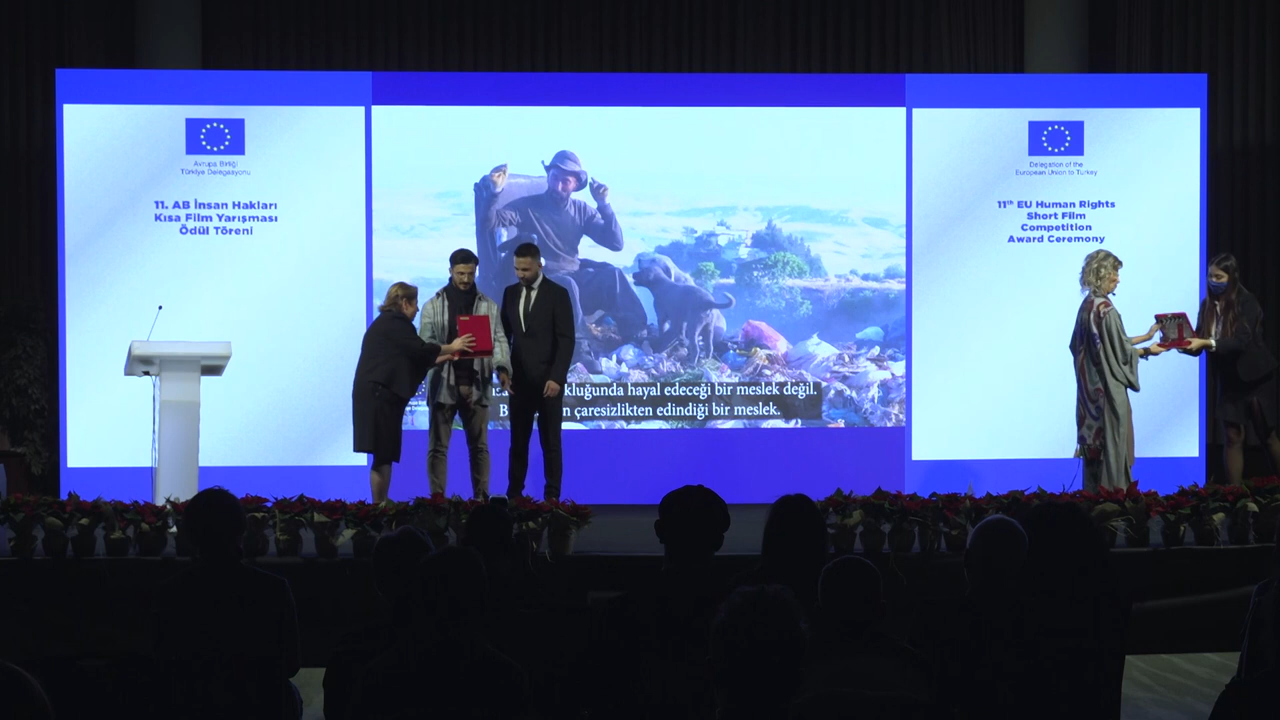 Avrupa Birliği
Türkiye Delegasyonu
11. AB İnsan Hakları
Kısa Film Yarışması
Ödül Töreni
kluğunda hayal edeceği bir meslek değil.
çaresizlikten edindiği bir meslek.
Delegation of the
European Union to Turkey
11th EU Human Rights
Short Film
Competition
Award Ceremony